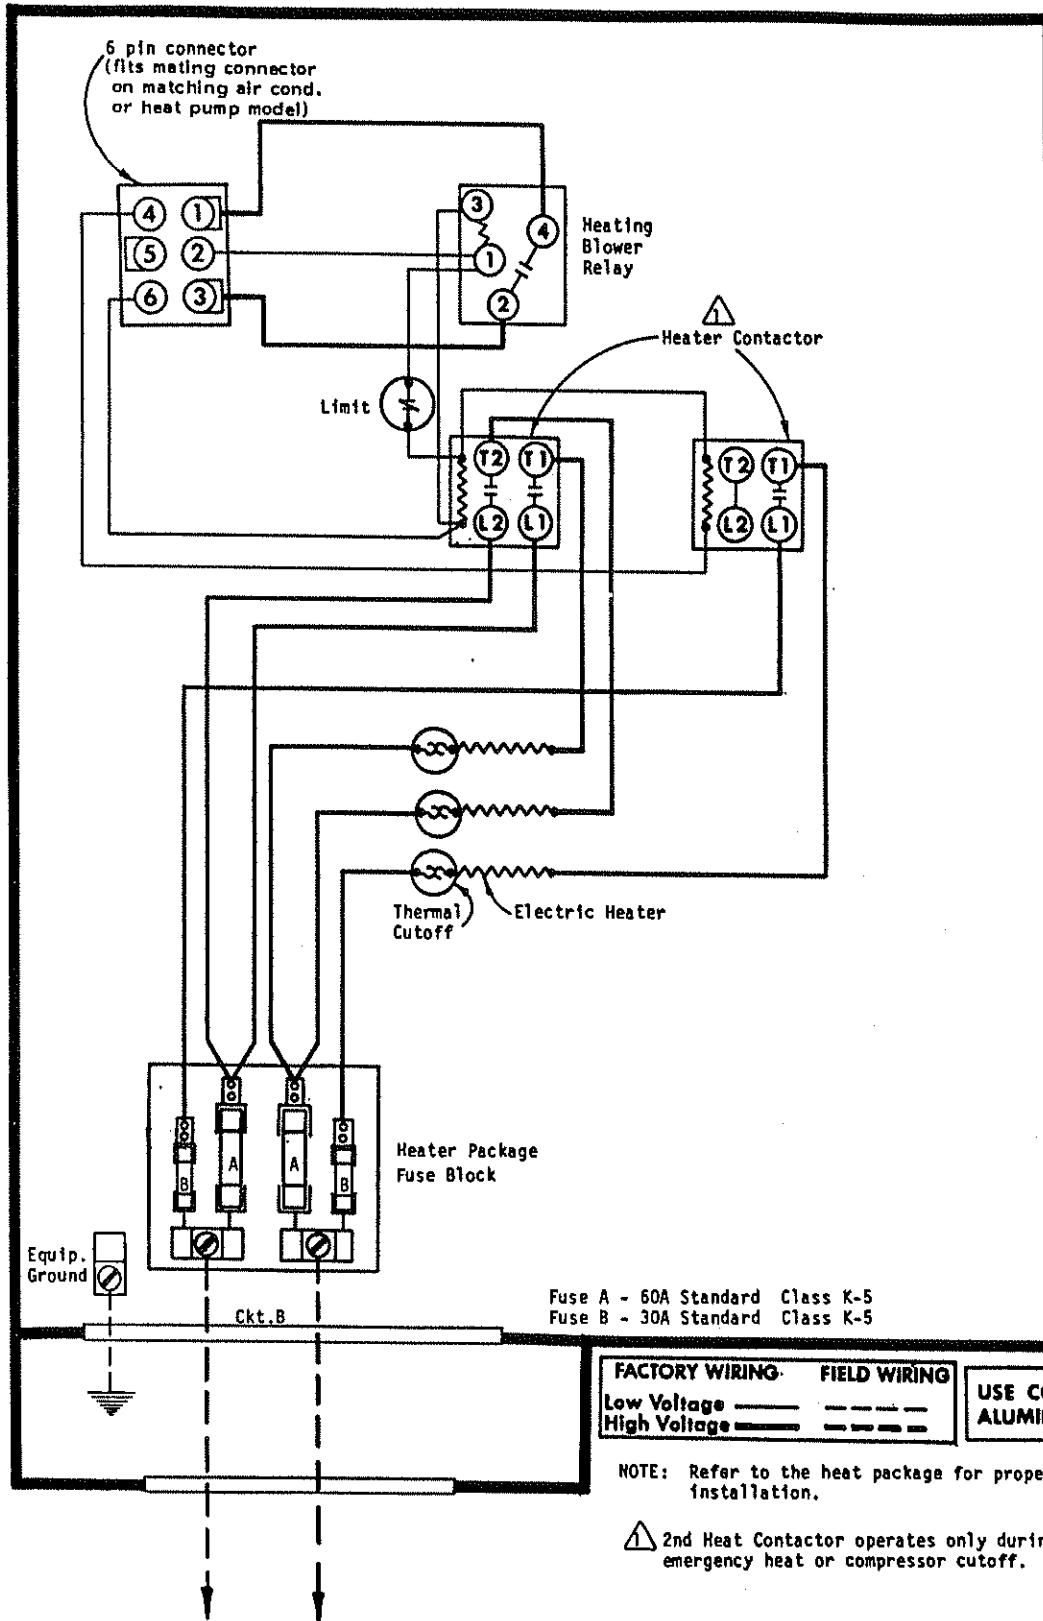 6 pin connector
(fits mating connector
on matching air cond.
or heat pump model)
4 1
5 2
6 3
3
4
1
2
Heating
Blower
Relay
1
Heater Contactor
Limit
T2 T1
L2 L1
T2 T1
L2 L1
Thermal
Cutoff
Electric Heater
A A
B B
Heater Package
Fuse Block
Equip.
Ground
Ckt.B
Fuse A - 60A Standard Class K-5
Fuse B - 30A Standard Class K-5
FACTORY WIRING FIELD WIRING
Low Voltage
High Voltage
USE
ALUMI
NOTE: Refer to the heat package for prope
installation.
1 2nd Heat Contactor operates only durin
emergency heat or compressor cutoff.